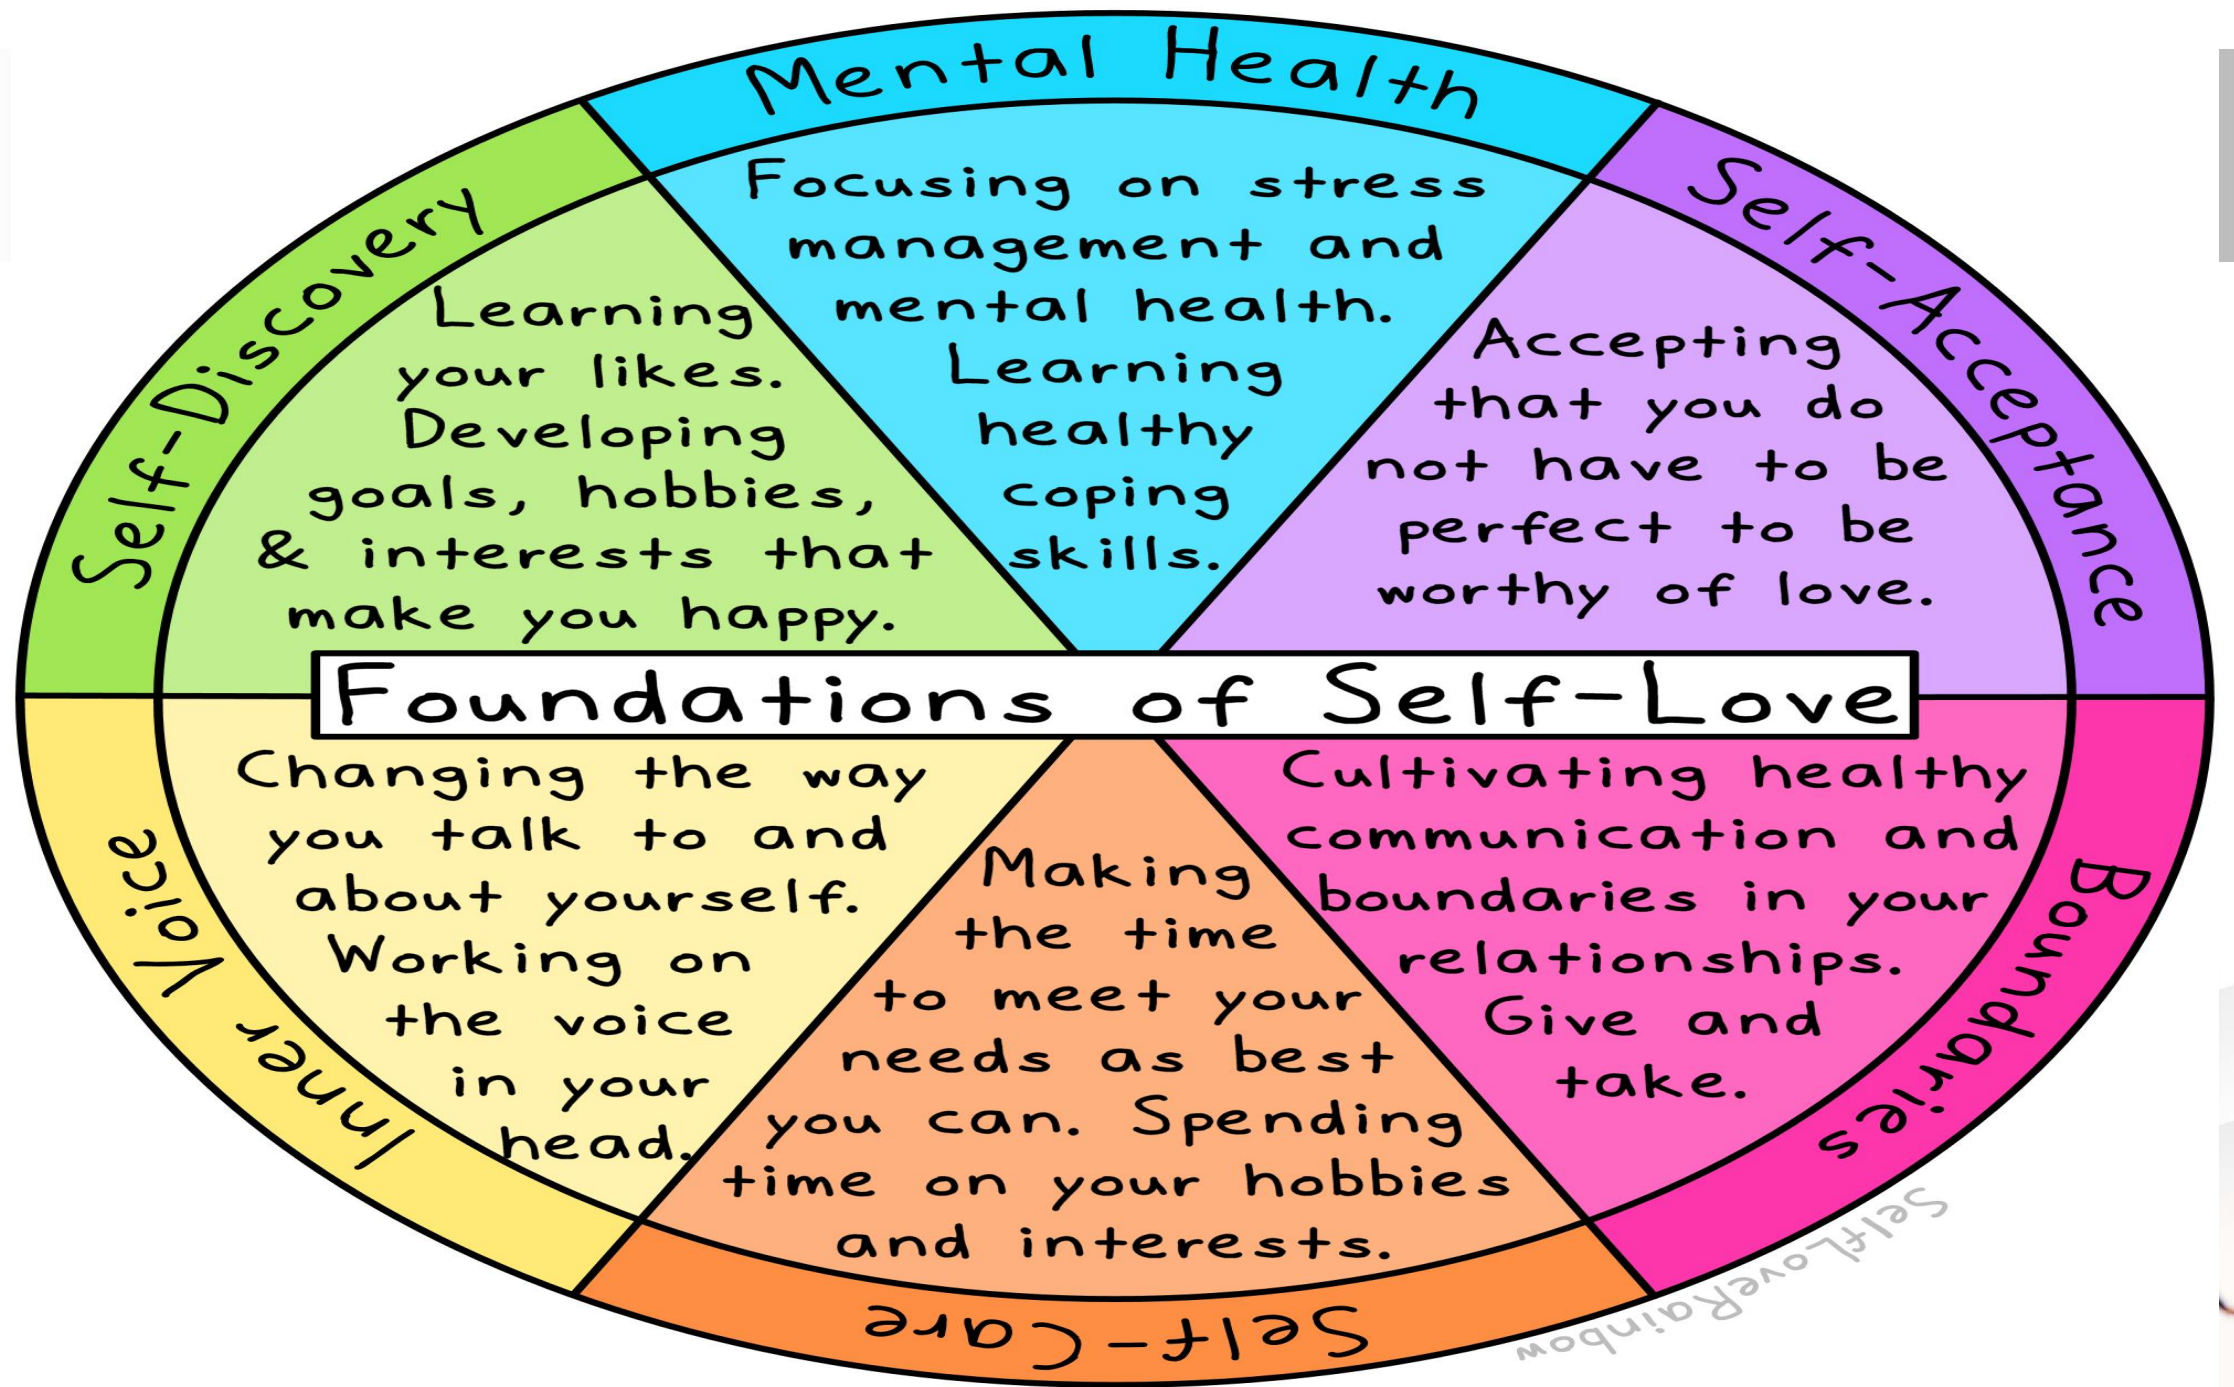 Mental Health
Focusing on stress
management and
mental health.
Learning
healthy
coping
skills.
Self-Acceptance
Accepting
that you do
not have to be
perfect to be
worthy of love.
Self-Discovery
Learning
your likes.
Developing
goals, hobbies,
& interests that
make you happy.
Foundations of Self-Love
Inner Voice
Changing the way
you talk to and
about yourself.
Working on
the voice
in your
head.
Making
the time
to meet your
needs as best
you can. Spending
time on your hobbies
and interests.
Self-Care
Cultivating healthy
communication and
boundaries in your
relationships.
Give and
take.
Boundaries
SelfLoveRainbow